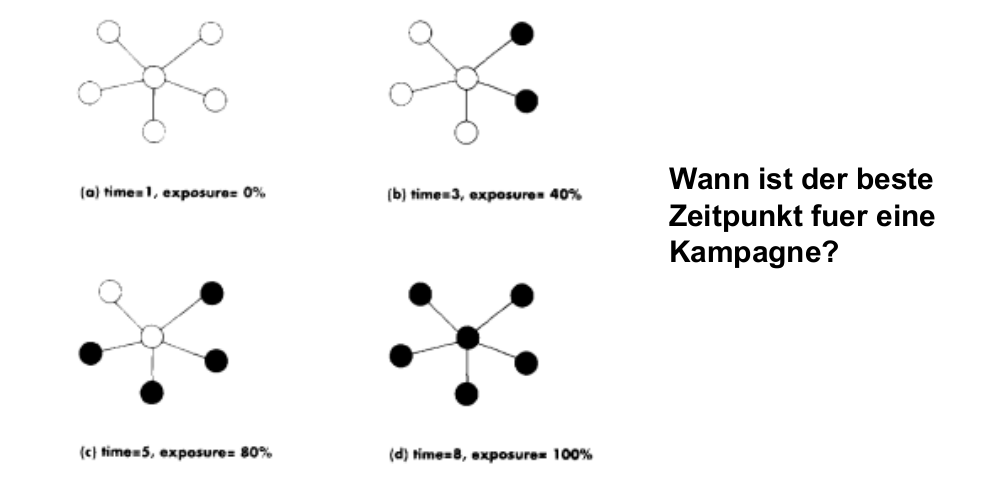 (a) time=1, exposure= 0%
(b) time=3, exposure= 40%
Wann ist der beste
Zeitpunkt fuer eine
Kampagne?
(c) time=5, exposure= 80%
(d) time=8, exposure= 100%